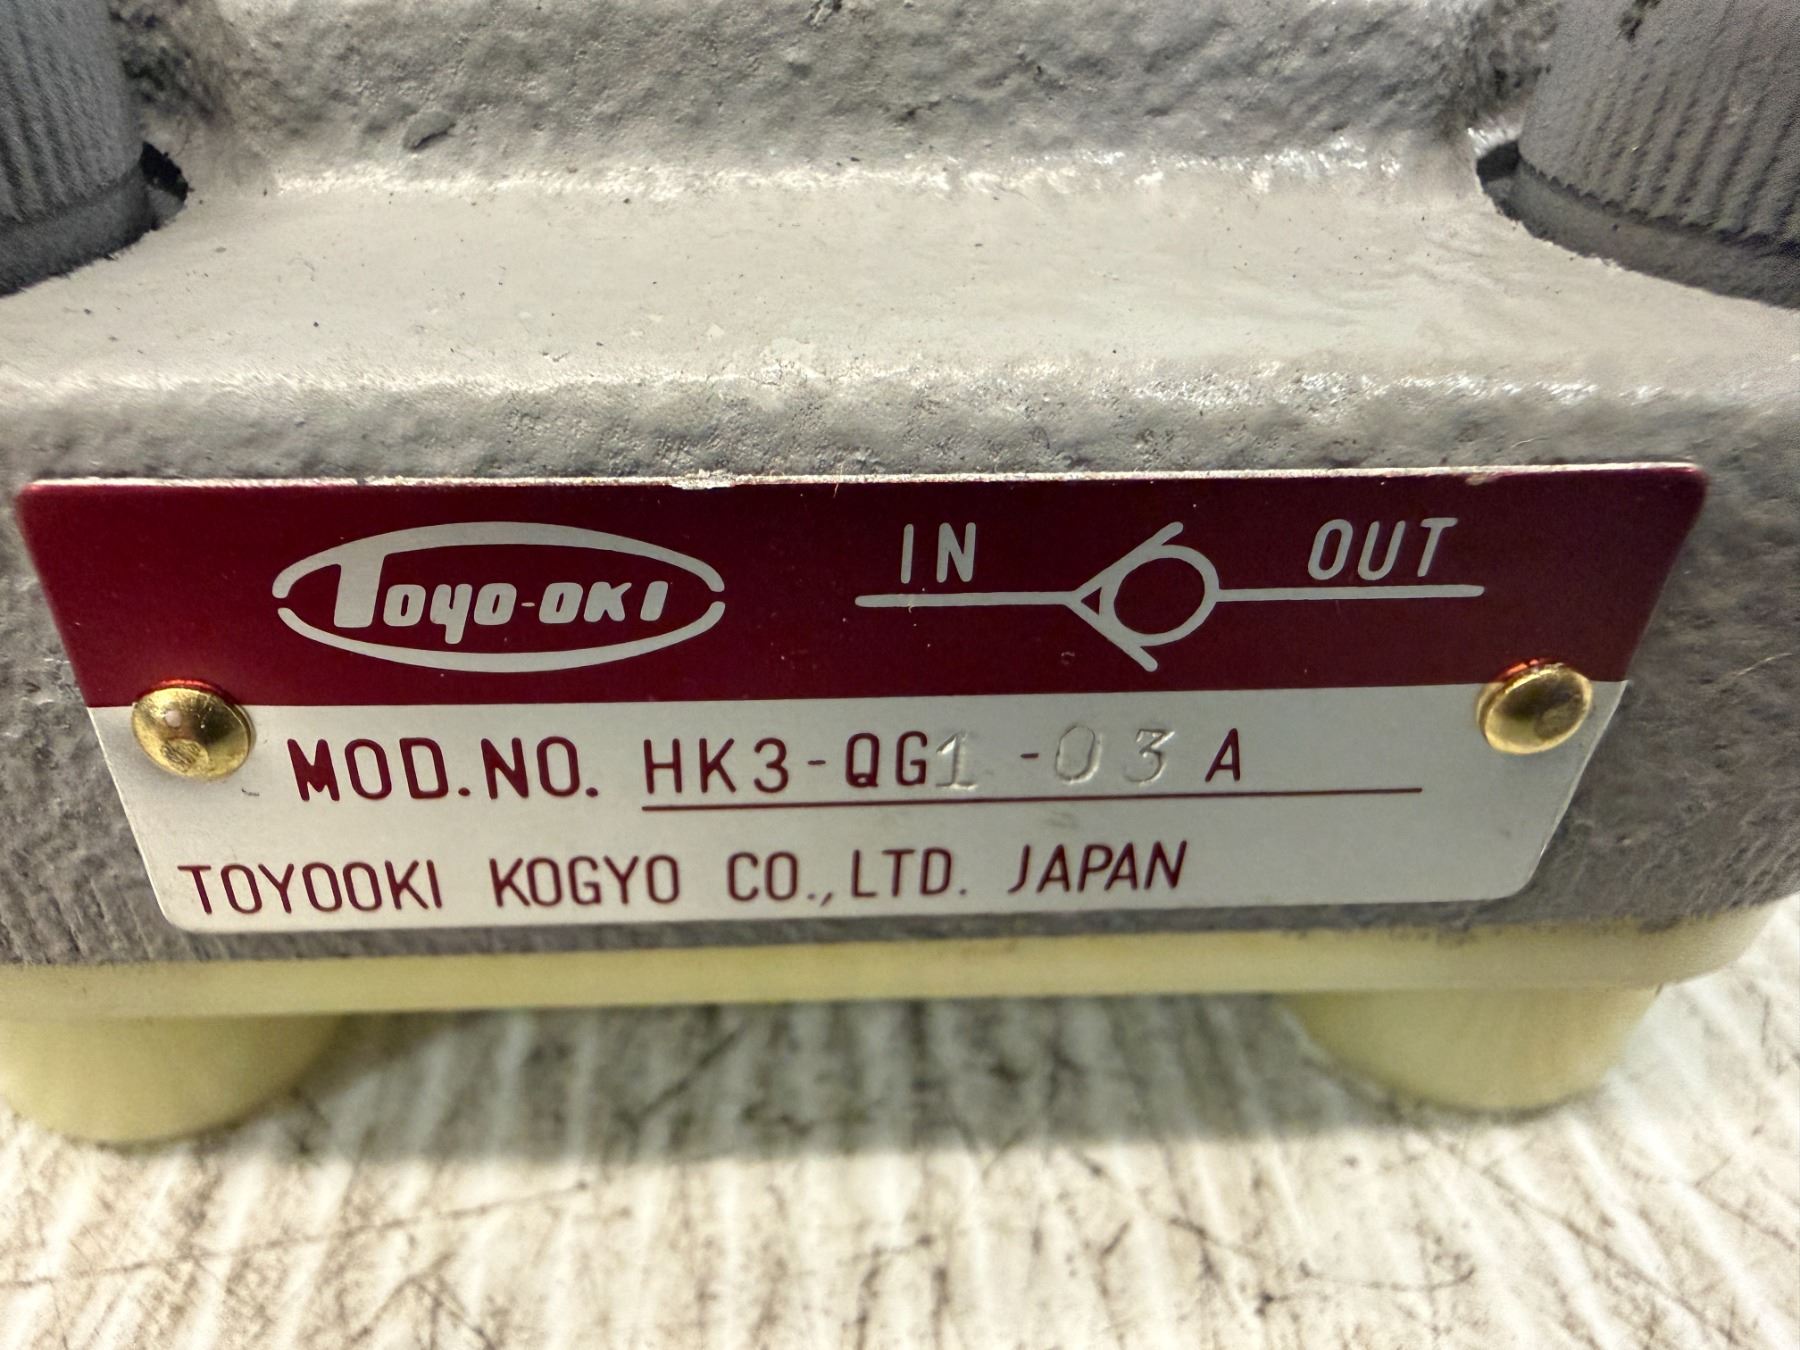 TOYO-OKI
IN OUT
MOD.NO. HK3-QG1-03A
TOYOOKI KOGYO CO.,LTD. JAPAN